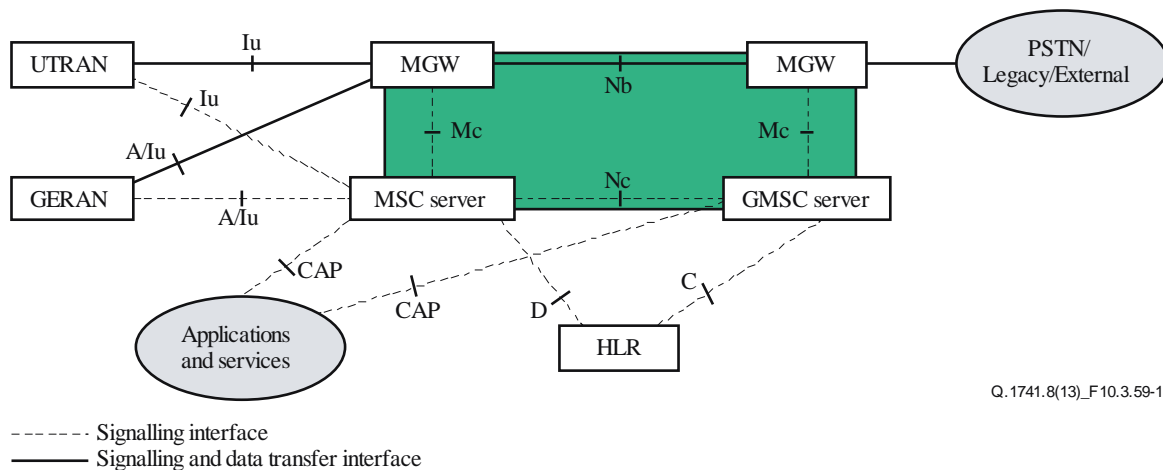 Iu
PSTN/
Legacy/External
UTRAN
MGW
MGW
Nb
Iu
Mc
Mc
A/Iu
Nc
GERAN
MSC server
GMSC server
A/Iu
CAP
CAP
D
C
Applications
and services
HLR
Q.1741.8(13)_F10.3.59-1
Signalling interface
Signalling and data transfer interface